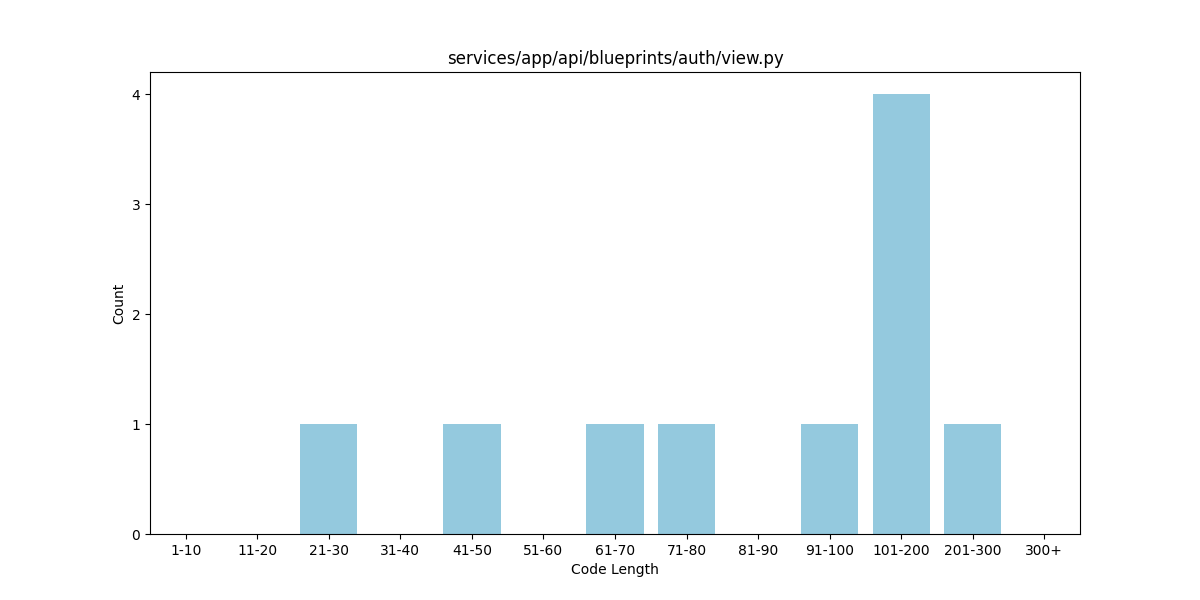 services/app/api/blueprints/auth/view.py
4
3
2
1
0
Count
1-10 11-20 21-30 31-40 41-50 51-60 61-70 71-80 81-90 91-100 101-200 201-300 300+
Code Length